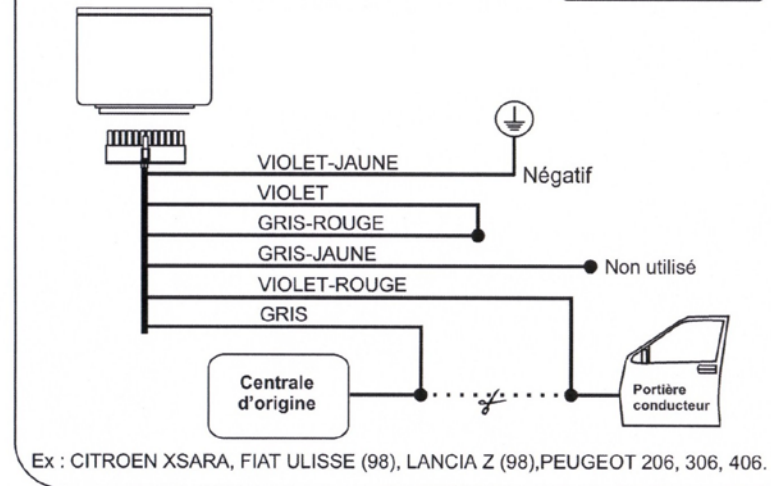 VIOLET-JAUNE
Négatif
VIOLET
GRIS-ROUGE
GRIS-JAUNE
Non utilisé
VIOLET-ROUGE
GRIS
Centrale
d'origine
Portière
conducteur
Ex : CITROEN XSARA, FIAT ULISSE (98), LANCIA Z (98),PEUGEOT 206, 306, 406.